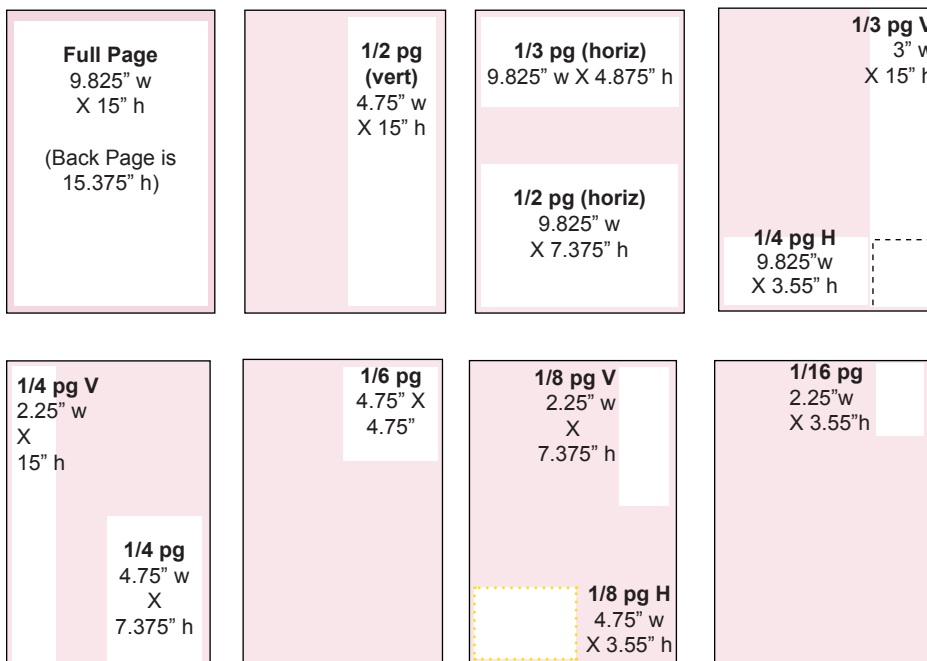 Full Page
9.825” w
X 15” h
(Back Page is
15.375” h)
1/2 pg
(vert)
4.75” w
X 15” h
1/3 pg (horiz)
9.825” w X 4.875” h
1/2 pg (horiz)
9.825” w
X 7.375” h
1/3 pg V
3” w
X 15” h
1/4 pg H
9.825”w
X 3.55” h
1/4 pg V
2.25” w
X
15” h
1/4 pg
4.75” w
X
7.375” h
1/6 pg
4.75” X
4.75”
1/8 pg V
2.25” w
X
7.375” h
1/8 pg H
4.75” w
X 3.55” h
1/16 pg
2.25”w
X 3.55”h